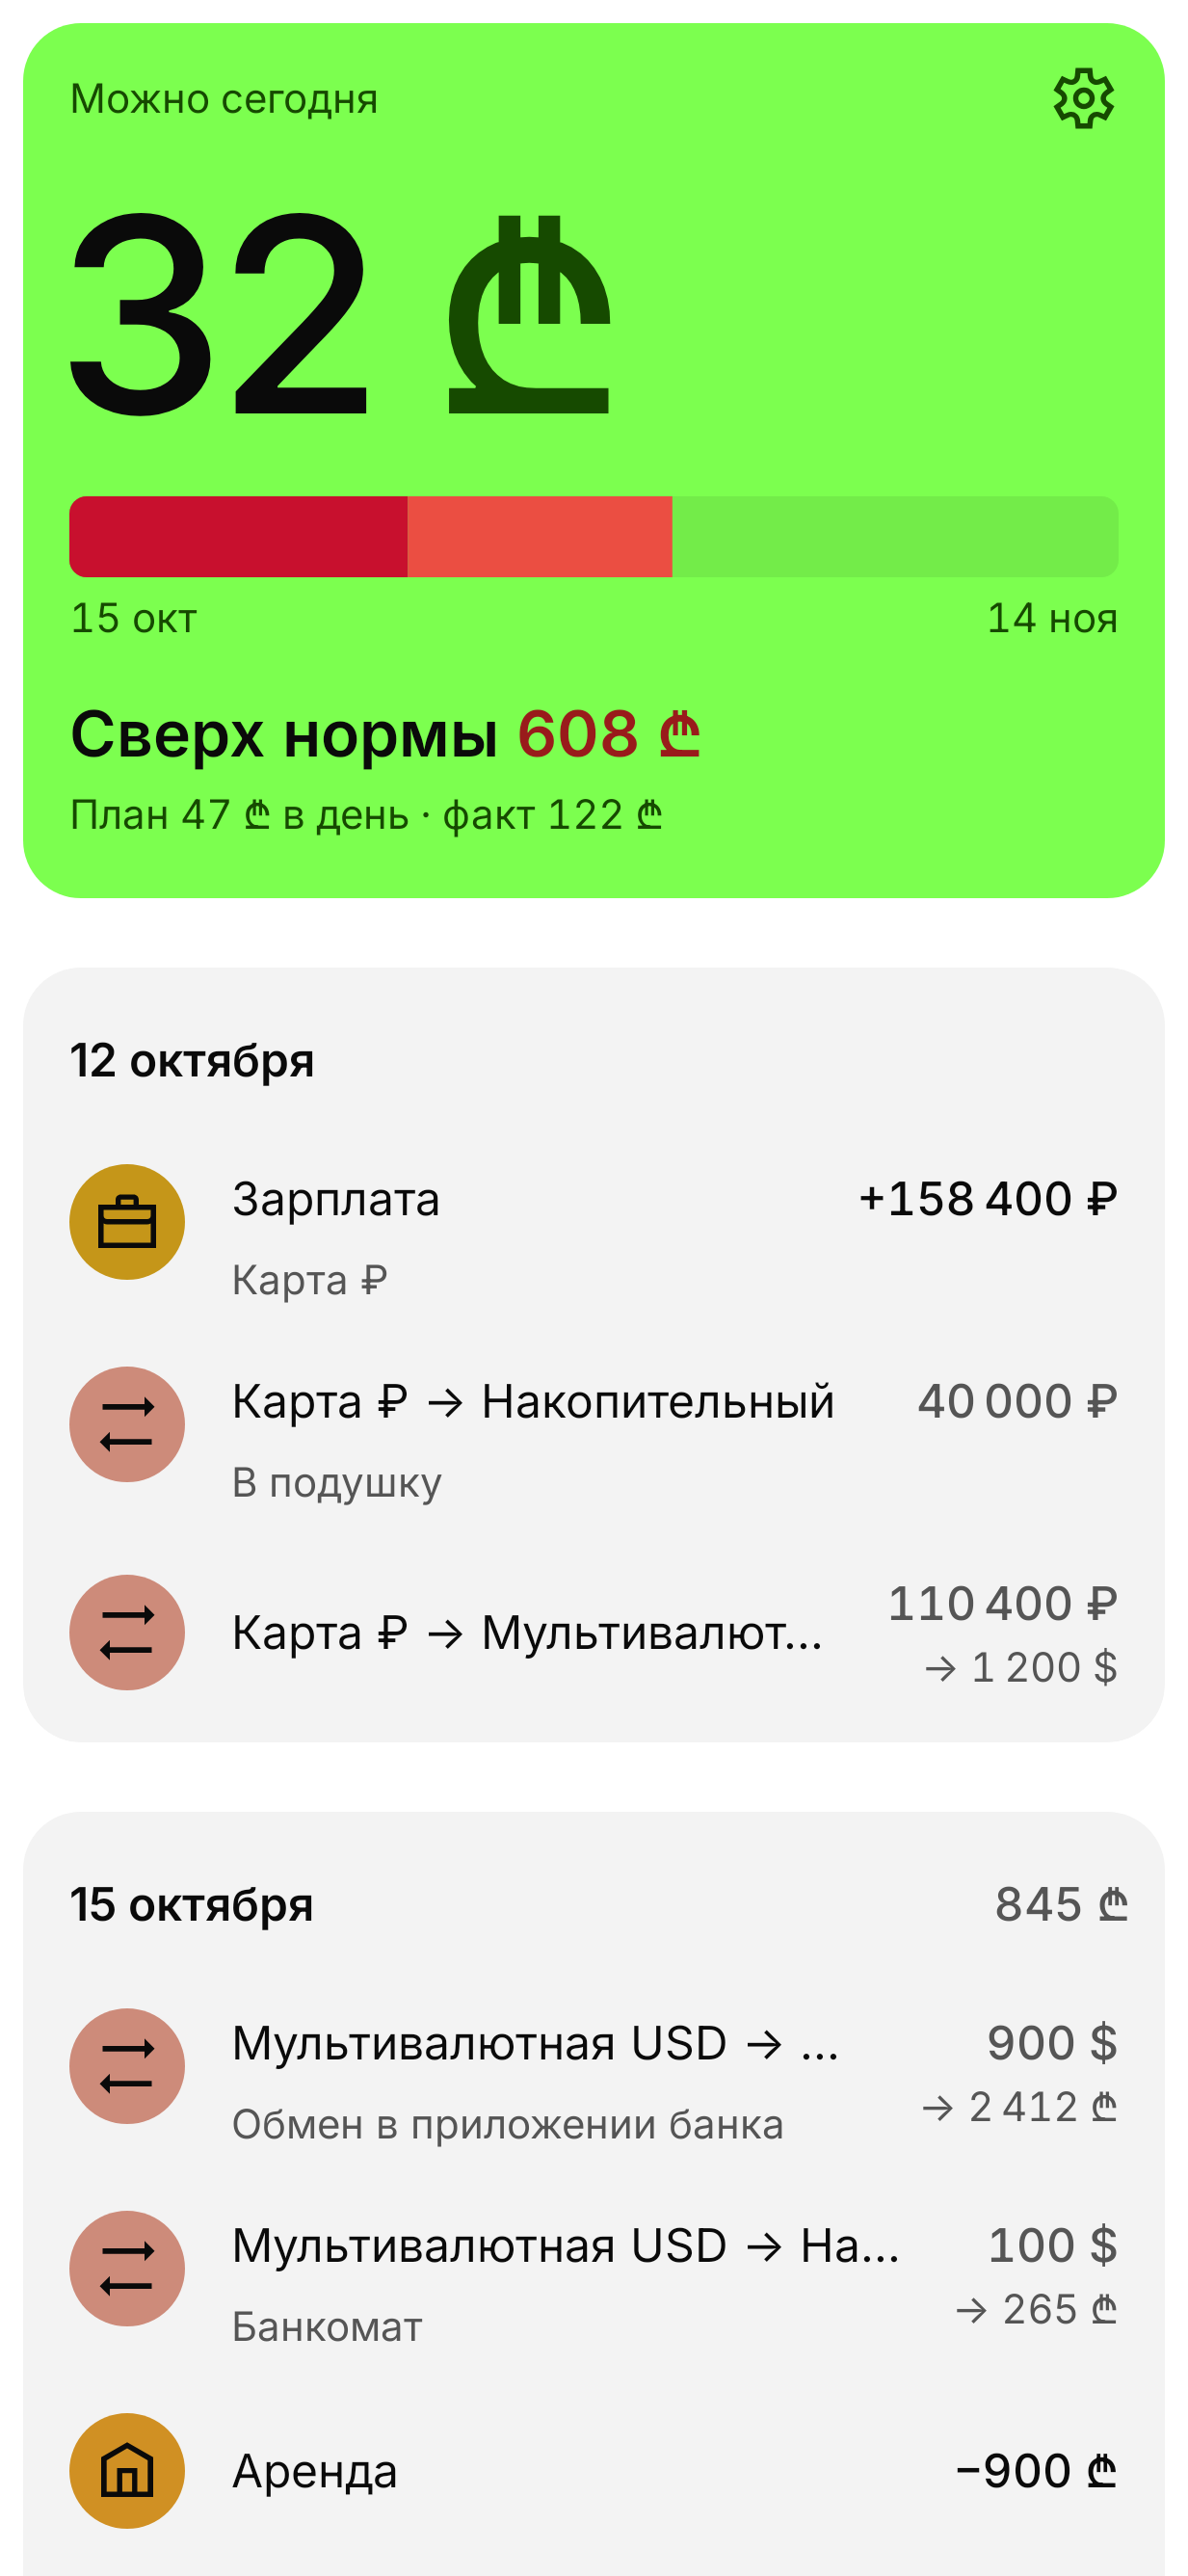 Можно сегодня
32 ₾
15 окт 14 ноя
Сверх нормы 608 ₾
План 47 ₾ в день · факт 122 ₾
12 октября
Зарплата +158 400 ₽
Карта ₽
Карта ₽ → Накопительный 40 000 ₽
В подушку
Карта ₽ → Мультивалют... 110 400 ₽
→ 1 200 $
15 октября 845 ₾
Мультивалютная USD → ... 900 $
Обмен в приложении банка → 2 412 ₾
Мультивалютная USD → На... 100 $
Банкомат → 265 ₾
Аренда −900 ₾